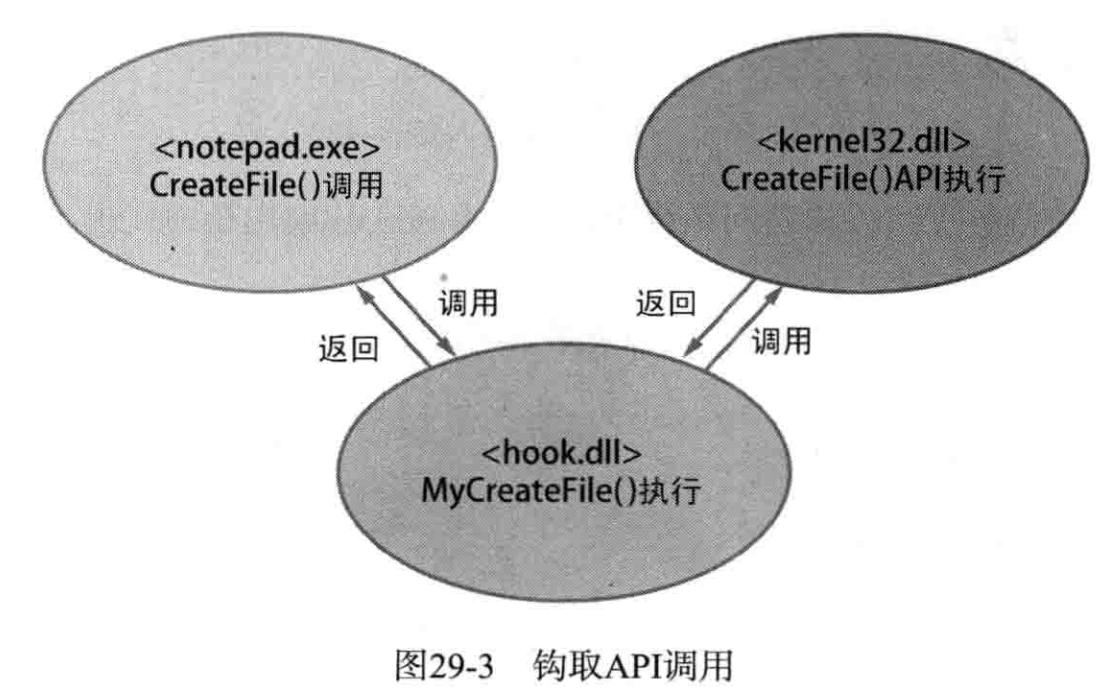 <notepad.exe>
CreateFile()调用
<kernel32.dll>
CreateFile()API执行
调用
返回
返回
调用
<hook.dll>
MyCreateFile()执行
图29-3 钩取API调用